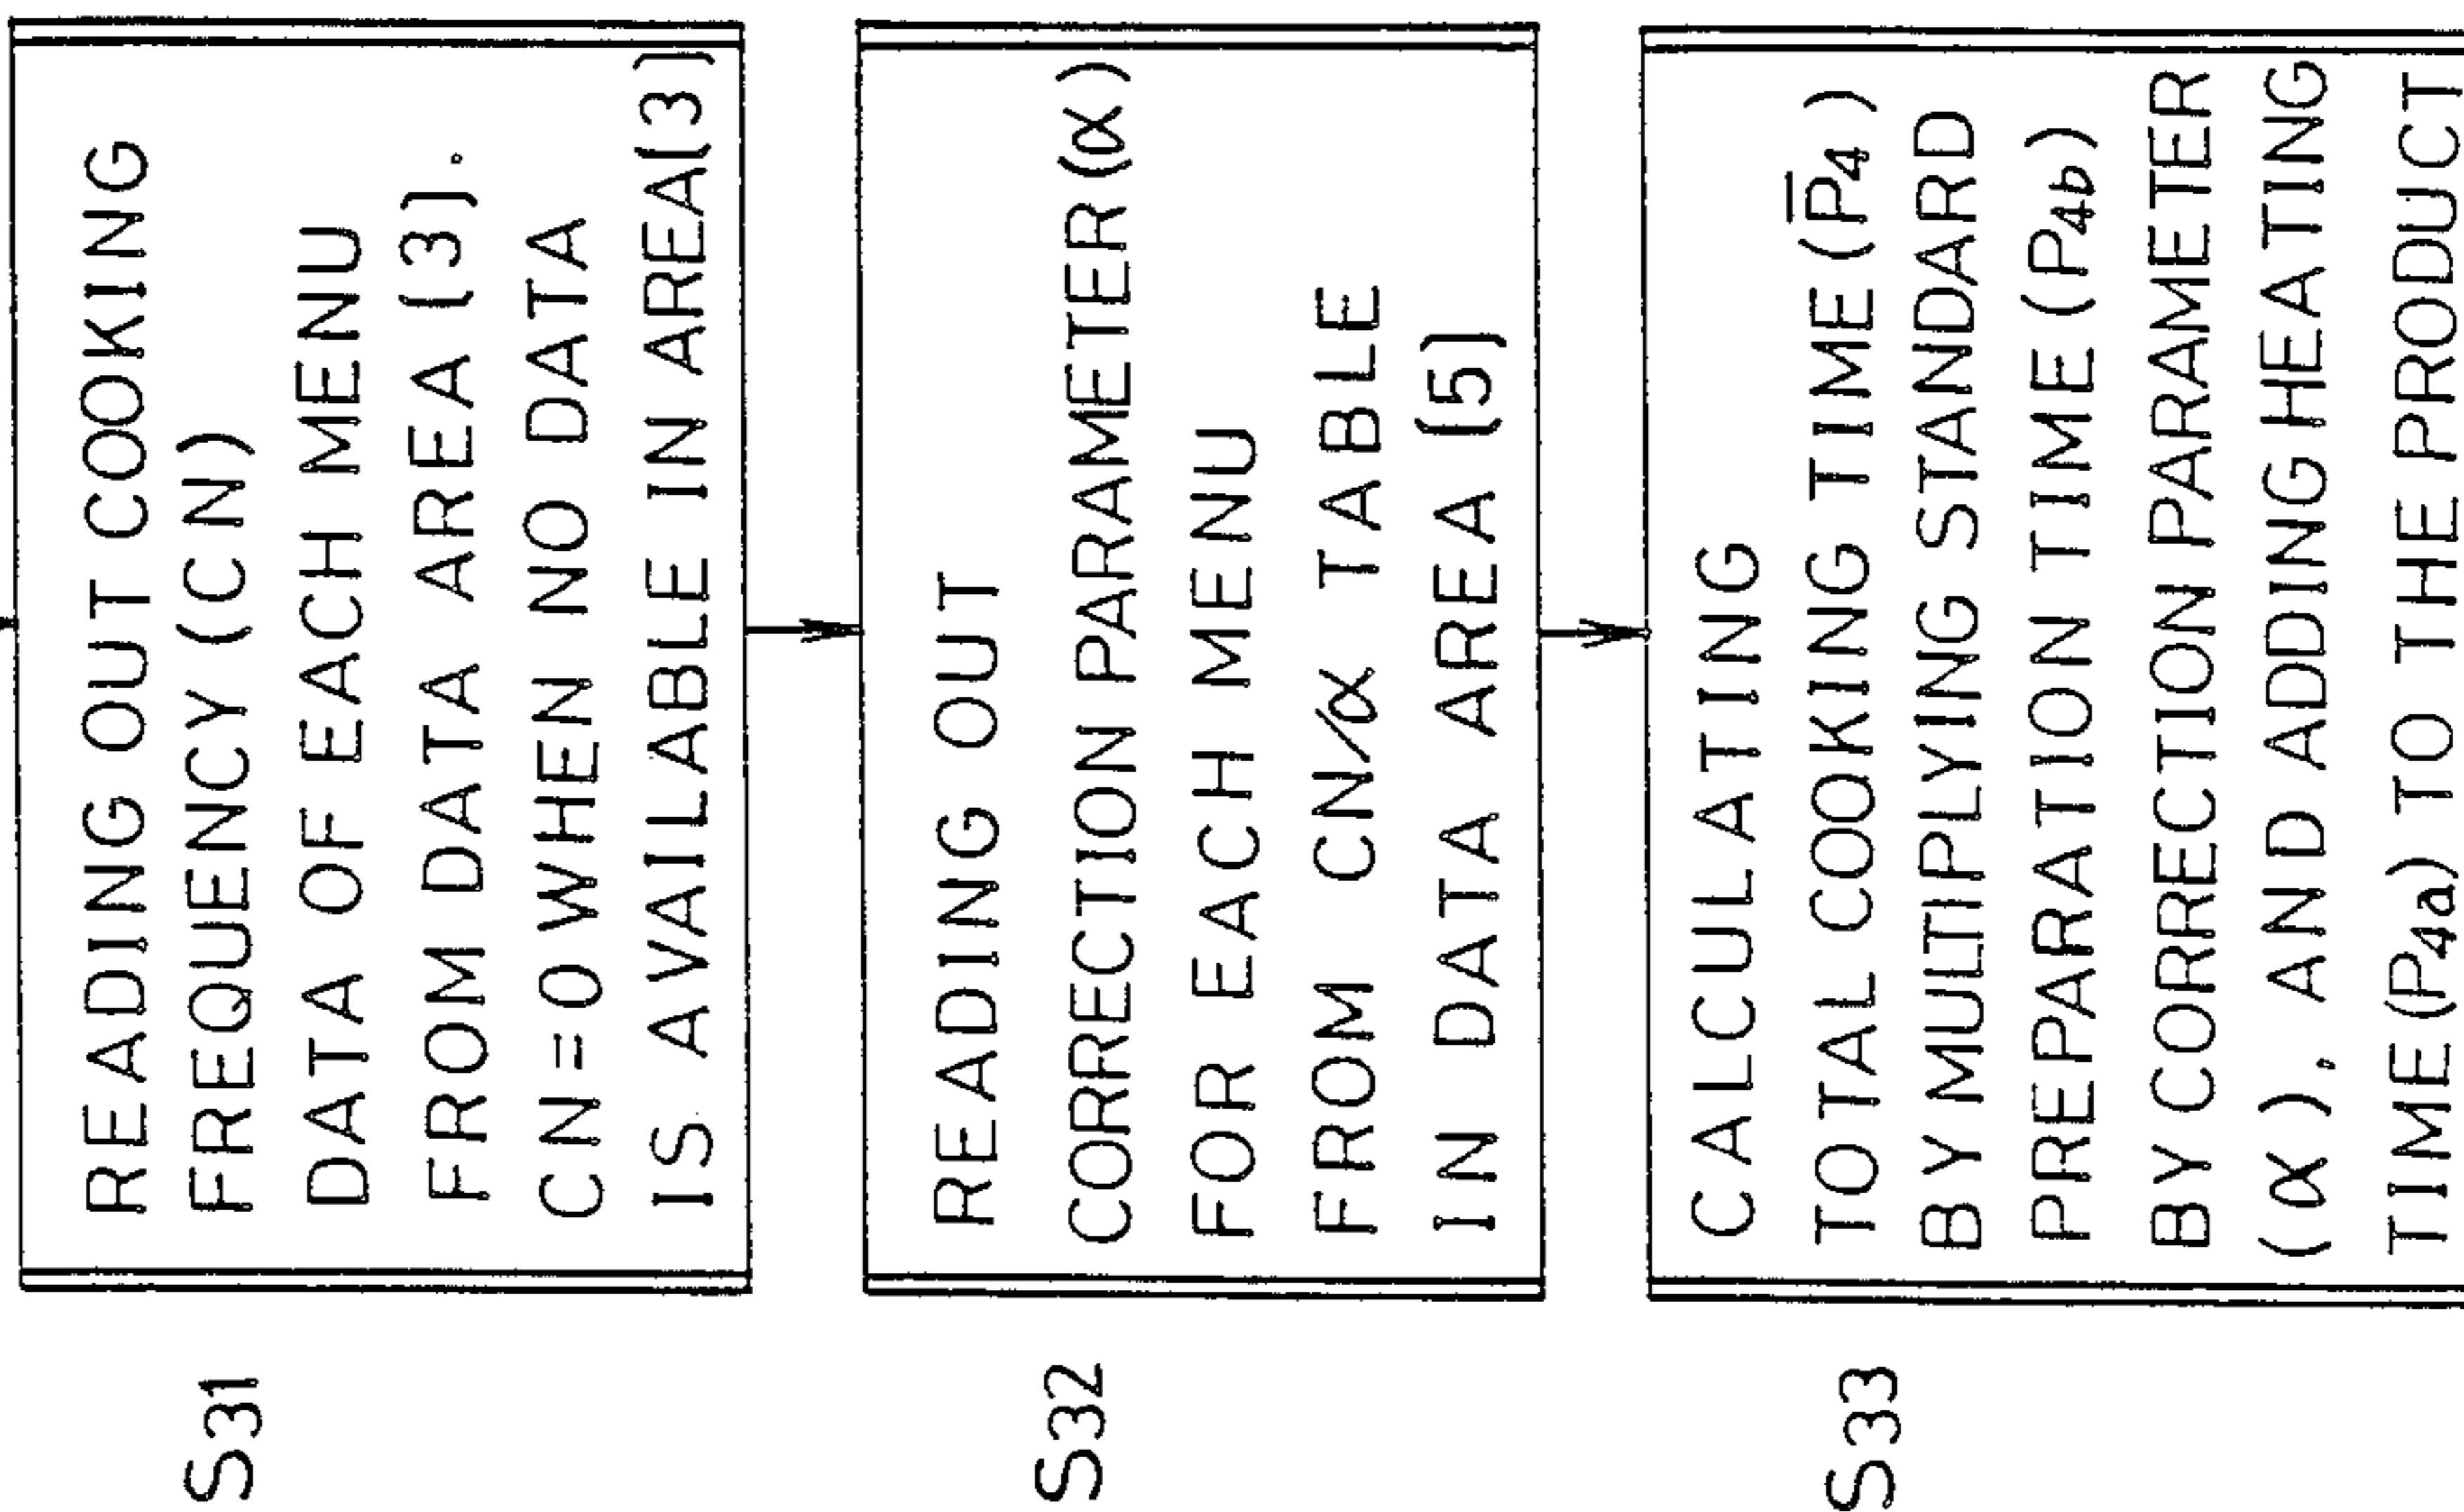 S31
READING OUT COOKING
FREQUENCY (CN)
DATA OF EACH MENU
FROM DATA AREA (3).
CN=0 WHEN NO DATA
IS AVAILABLE IN AREA(3)
S32
READING OUT
CORRECTION PARAMETER (α)
FOR EACH MENU
FROM CN/α TABLE
IN DATA AREA (5)
S33
CALCULATING
TOTAL COOKING TIME (P̅₄)
BY MULTIPLYING STANDARD
PREPARATION TIME (P₄b)
BY CORRECTION PARAMETER
(α), AND ADDING HEATING
TIME (P₄a) TO THE PRODUCT